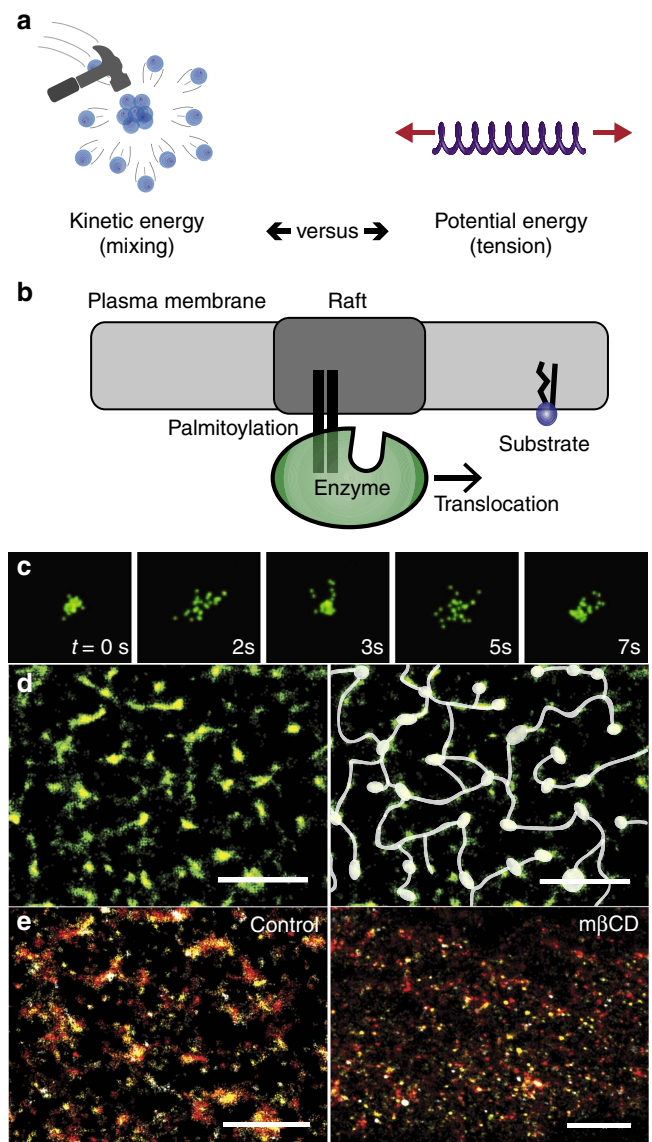 a
Kinetic energy
(mixing)
versus
Potential energy
(tension)
b
Plasma membrane
Raft
Palmitoylation
Substrate
Enzyme
Translocation
c
t = 0 s
2s
3s
5s
7s
d
e
Control
mβCD